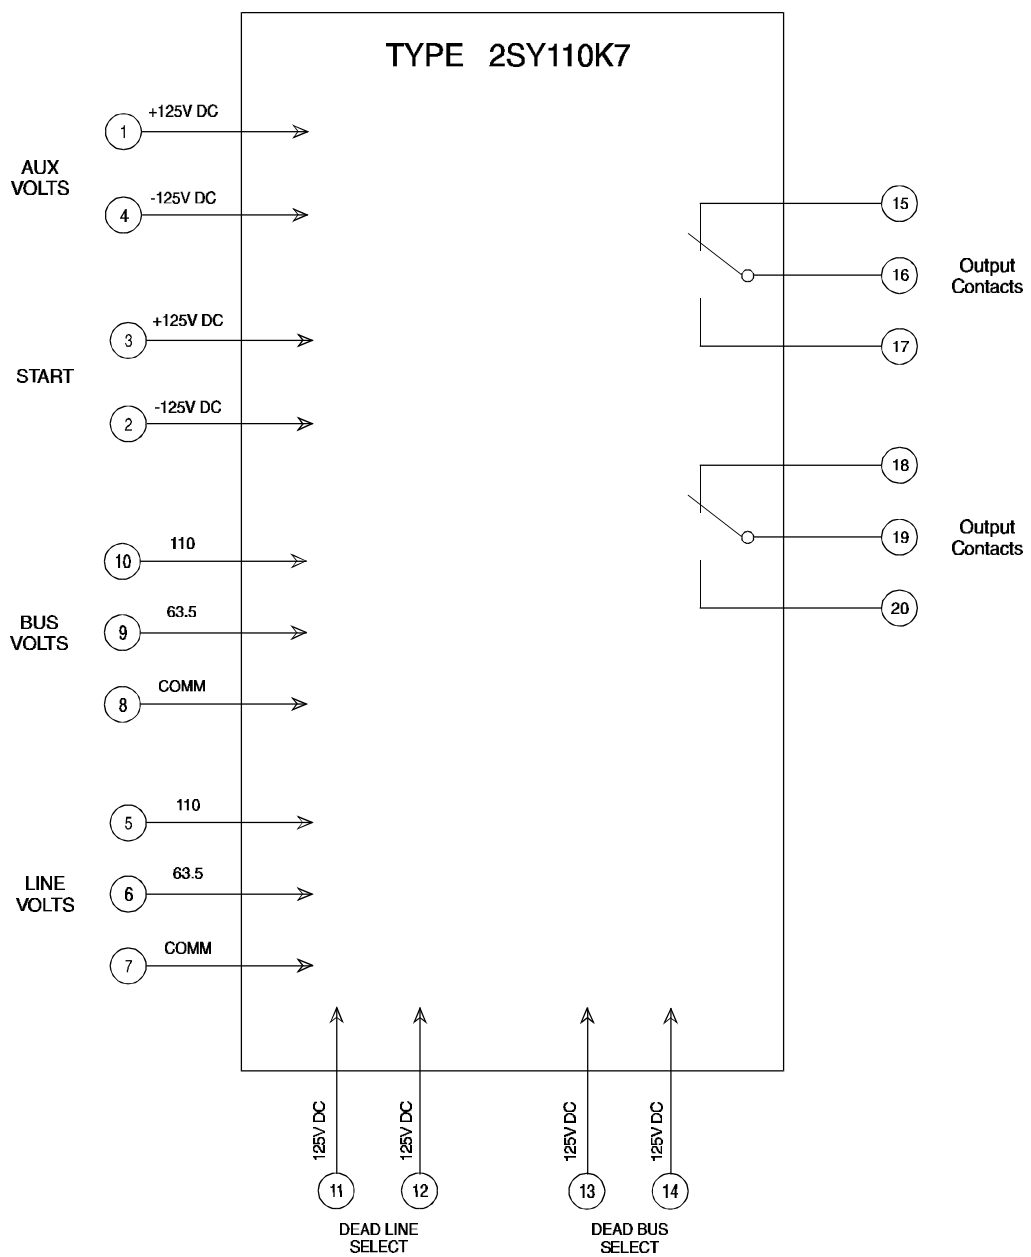 TYPE 2SY110K7
+125V DC
1
AUX
VOLTS
-125V DC
4
15
16
Output
Contacts
17
+125V DC
3
START
-125V DC
2
18
19
Output
Contacts
20
110
10
63.5
BUS
VOLTS
9
COMM
8
110
5
63.5
LINE
VOLTS
6
COMM
7
125V DC
125V DC
125V DC
125V DC
11
12
13
14
DEAD LINE
SELECT
DEAD BUS
SELECT